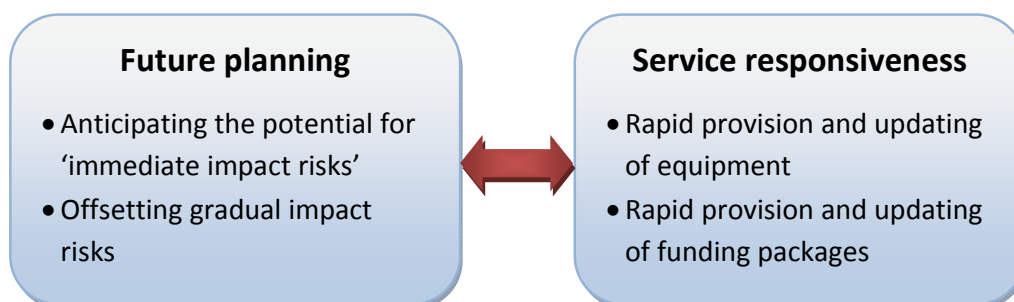 Future planning
• Anticipating the potential for
‘immediate impact risks’
• Offsetting gradual impact
risks
Service responsiveness
• Rapid provision and updating
of equipment
• Rapid provision and updating
of funding packages